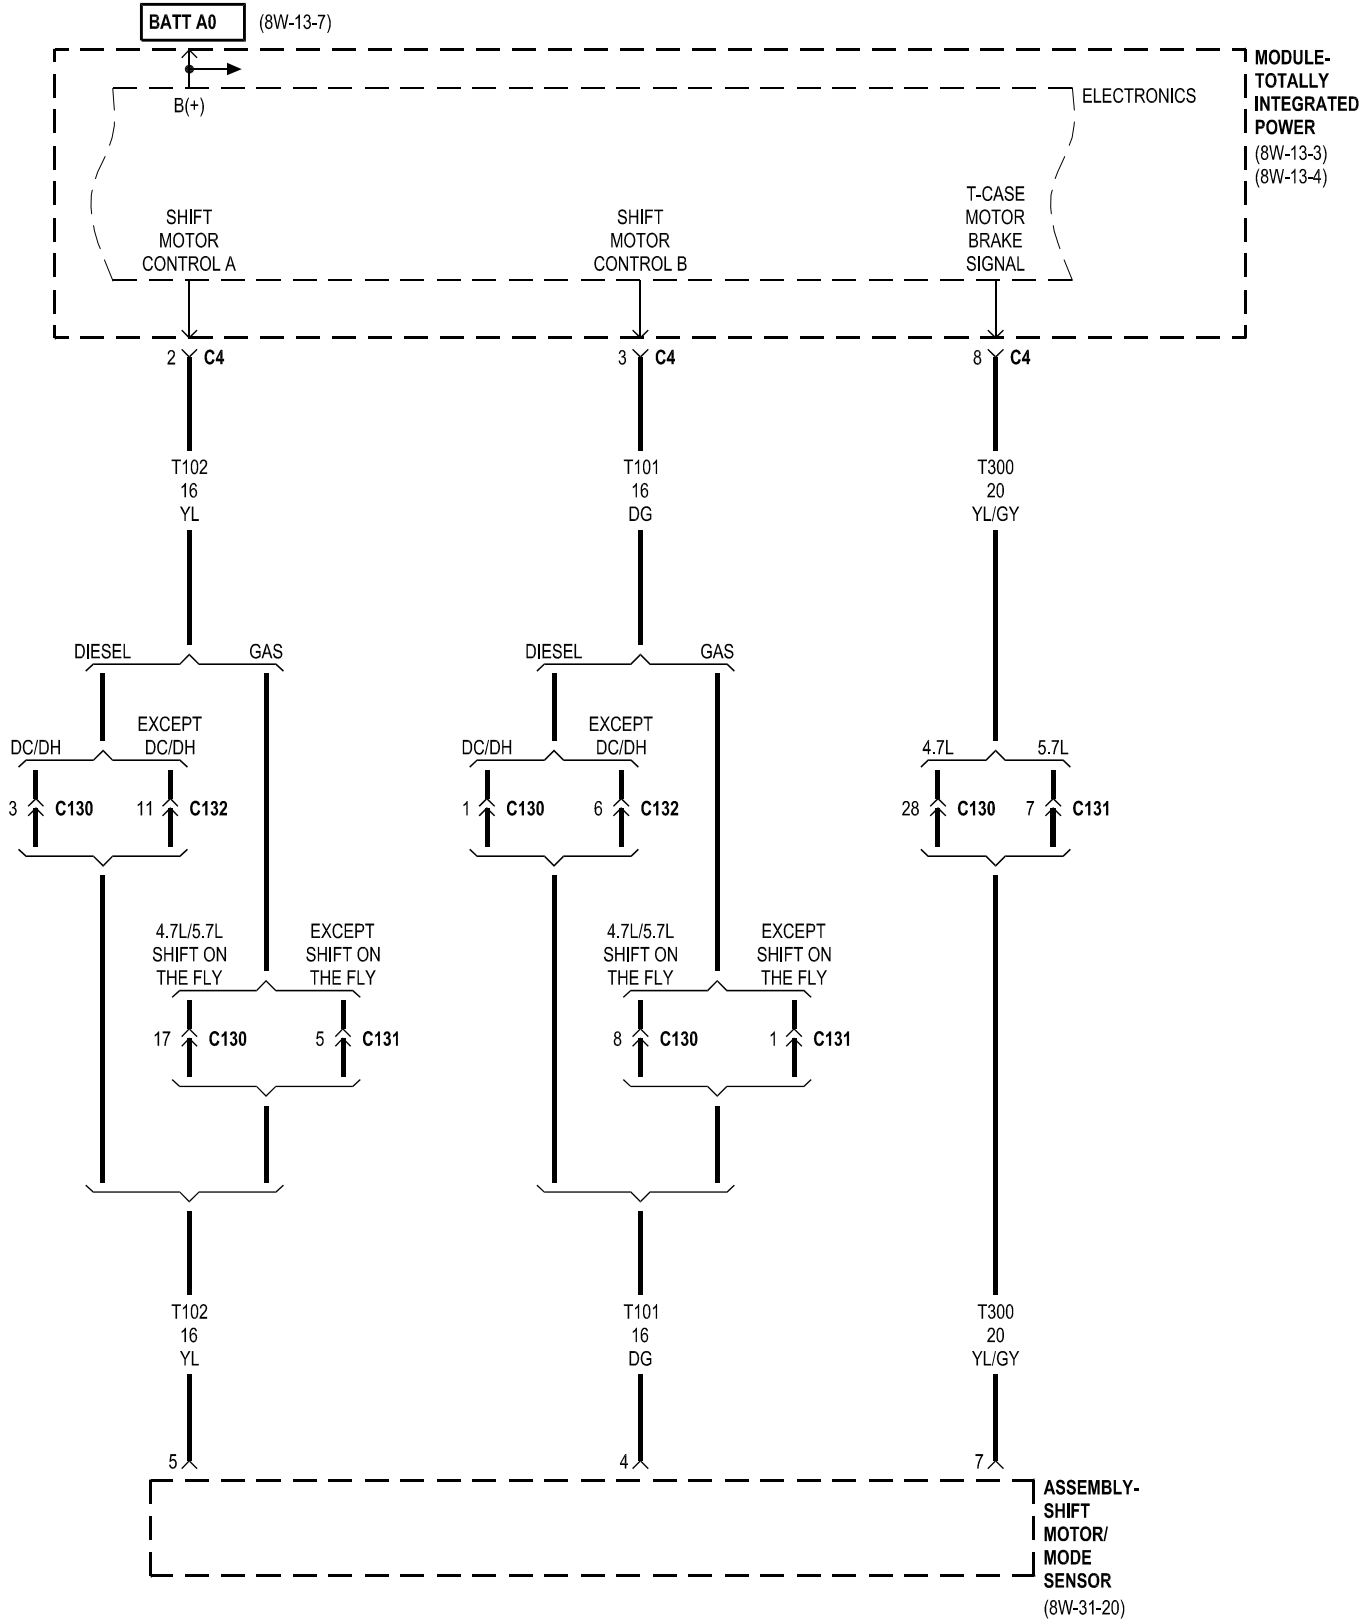 BATT A0 (8W-13-7)
MODULE-
TOTALLY
INTEGRATED
POWER
(8W-13-3)
(8W-13-4)
B(+)
ELECTRONICS
SHIFT
MOTOR
CONTROL A
SHIFT
MOTOR
CONTROL B
T-CASE
MOTOR
BRAKE
SIGNAL
2 C4
3 C4
8 C4
T102
16
YL
T101
16
DG
T300
20
YL/GY
DIESEL GAS
DIESEL GAS
DC/DH
EXCEPT
DC/DH
DC/DH
EXCEPT
DC/DH
4.7L 5.7L
3 C130
11 C132
1 C130
6 C132
28 C130
7 C131
4.7L/5.7L
SHIFT ON
THE FLY
EXCEPT
SHIFT ON
THE FLY
4.7L/5.7L
SHIFT ON
THE FLY
EXCEPT
SHIFT ON
THE FLY
17 C130
5 C131
8 C130
1 C131
T102
16
YL
T101
16
DG
T300
20
YL/GY
5
4
7
ASSEMBLY-
SHIFT
MOTOR/
MODE
SENSOR
(8W-31-20)